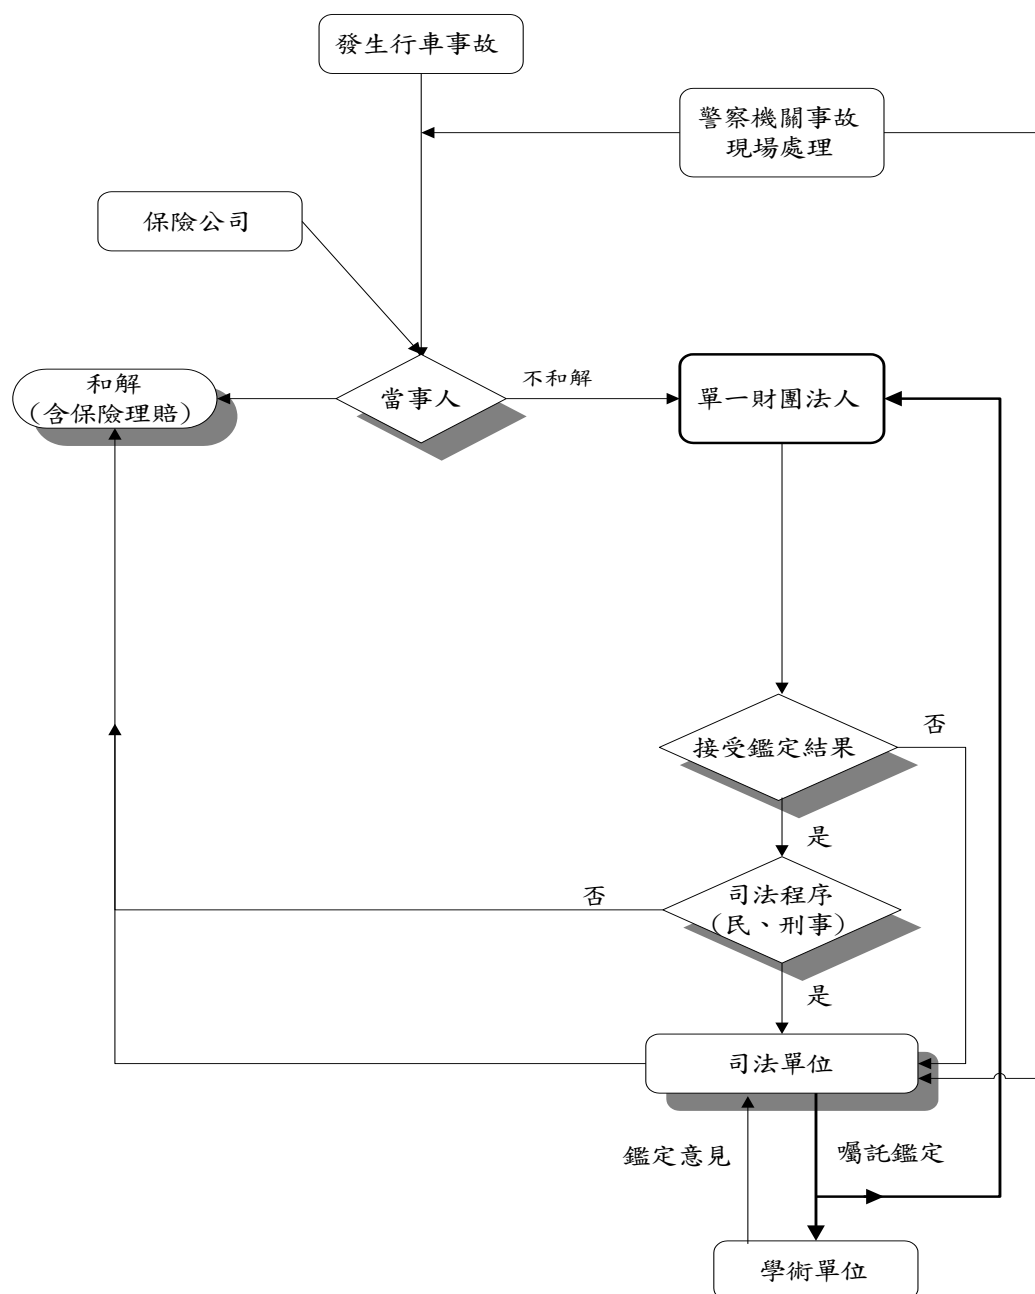 發生行車事故
警察機關事故
現場處理
保險公司
和解
(含保險理賠)
當事人
不和解
單一財團法人
接受鑑定結果
否
是
司法程序
(民、刑事)
否
是
司法單位
鑑定意見
囑託鑑定
學術單位